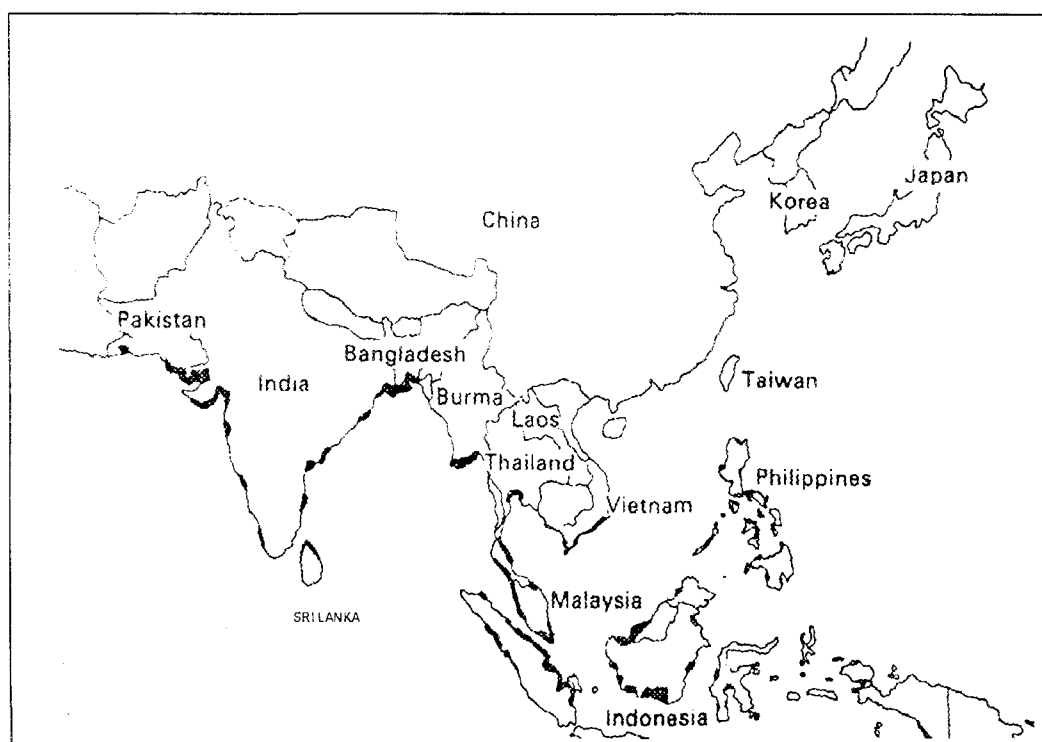 Japan
Korea
China
Pakistan
Bangladesh
India
Burma
Taiwan
Laos
Thailand
Philippines
Vietnam
Malaysia
SRI LANKA
Indonesia